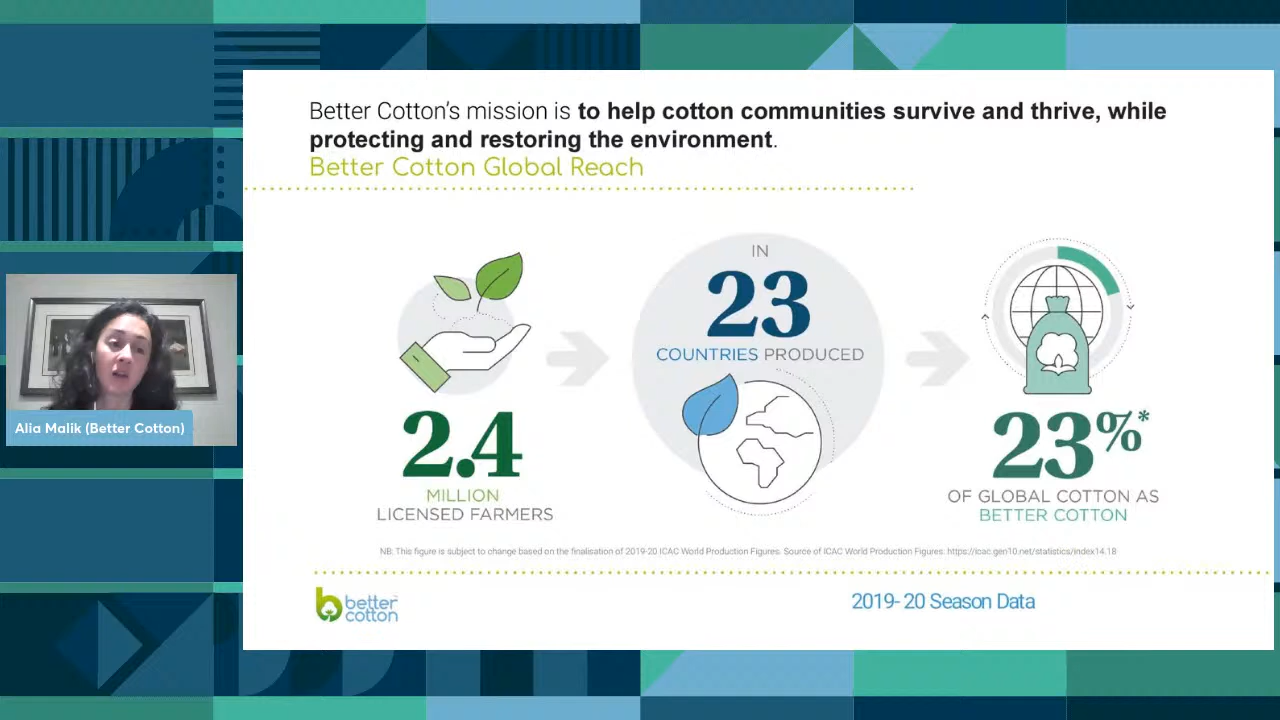 Better Cotton's mission is to help cotton communities survive and thrive, while
protecting and restoring the environment.
Better Cotton Global Reach
IN
23
COUNTRIES PRODUCED
2.4
MILLION
LICENSED FARMERS
23%*
OF GLOBAL COTTON AS
BETTER COTTON
Alia Malik (Better Cotton)
NB: This figure is subject to change based on the finalisation of 2019-20 ICAC World Production Figures. Source of ICAC World Production Figures: https://icac.gen10.net/statistics/index14.18
better
cotton
2019- 20 Season Data